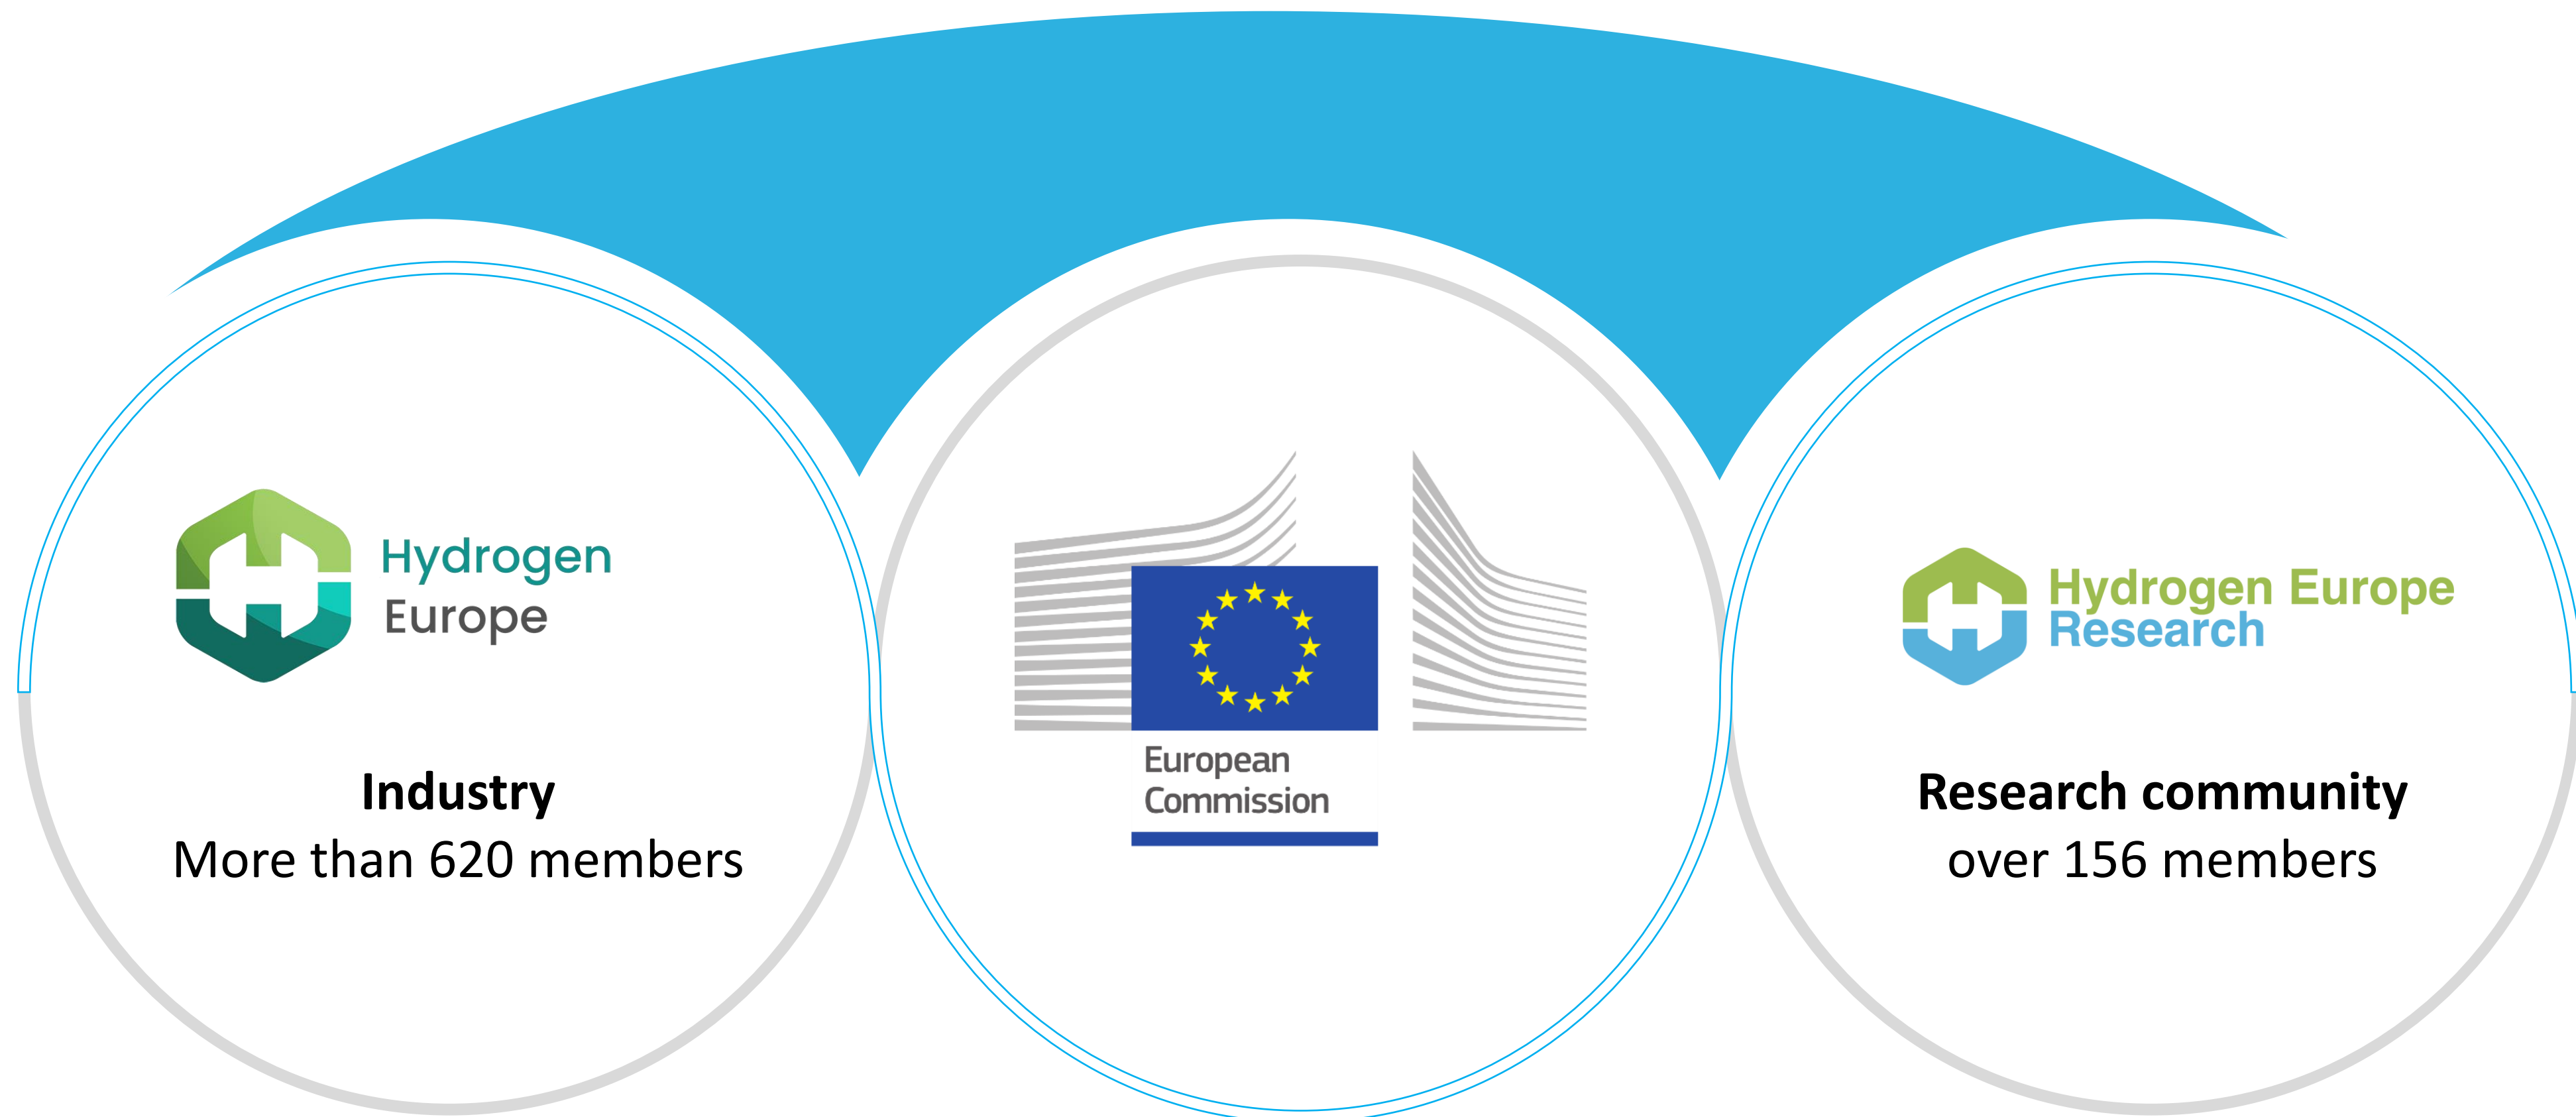 Hydrogen
Europe
Industry
More than 620 members
European
Commission
Hydrogen Europe
Research
Research community
over 156 members